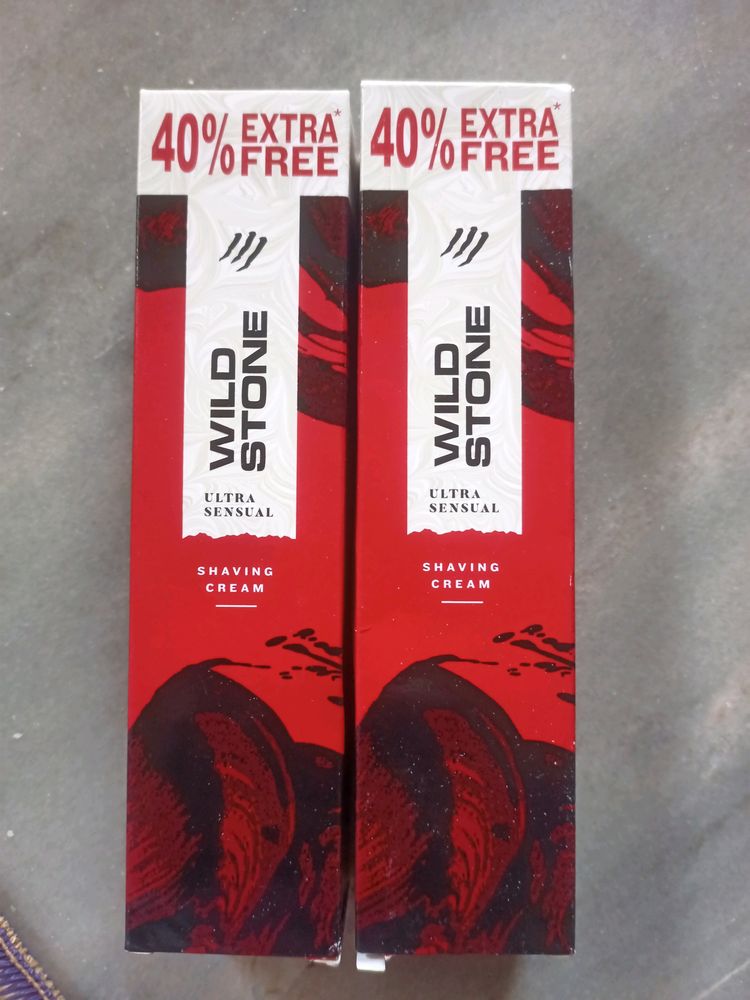 40% EXTRA*
FREE
WILD
STONE
ULTRA
SENSUAL
SHAVING
CREAM
40% EXTRA*
FREE
WILD
STONE
ULTRA
SENSUAL
SHAVING
CREAM